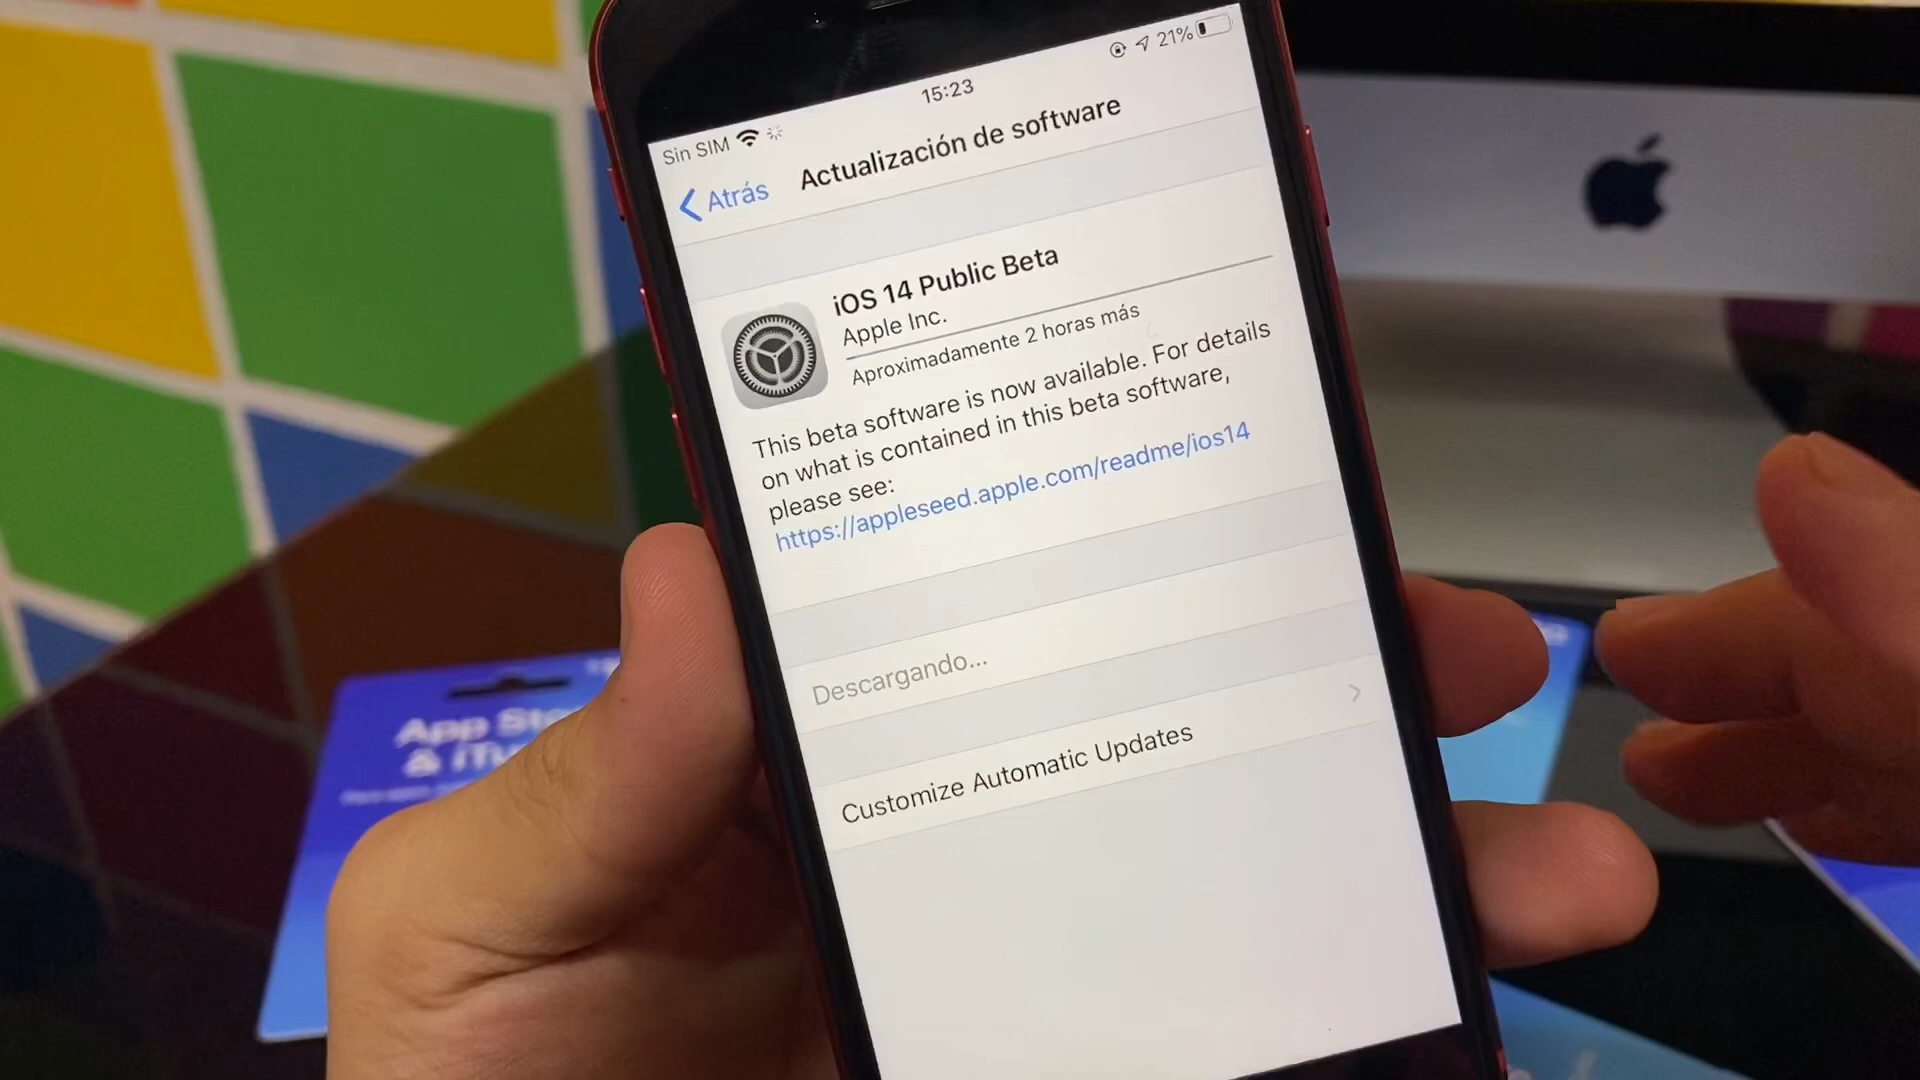 15:23
21%
Sin SIM
Atrás
Actualización de software
iOS 14 Public Beta
Apple Inc.
Aproximadamente 2 horas más
This beta software is now available. For details
on what is contained in this beta software,
please see:
https://appleseed.apple.com/readme/ios14
Descargando...
Customize Automatic Updates
App
&